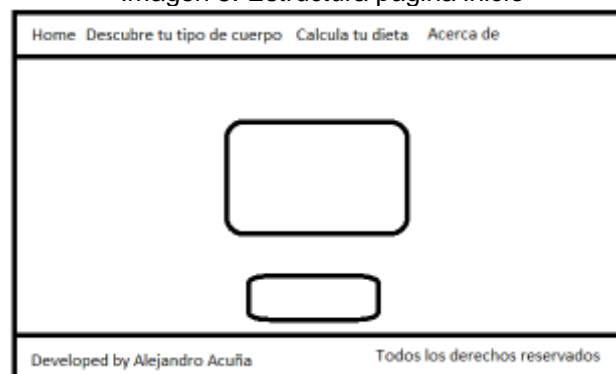 Imagen 3. Estructura página inicio
Home Descubre tu tipo de cuerpo Calcula tu dieta Acerca de
Developed by Alejandro Acuña Todos los derechos reservados